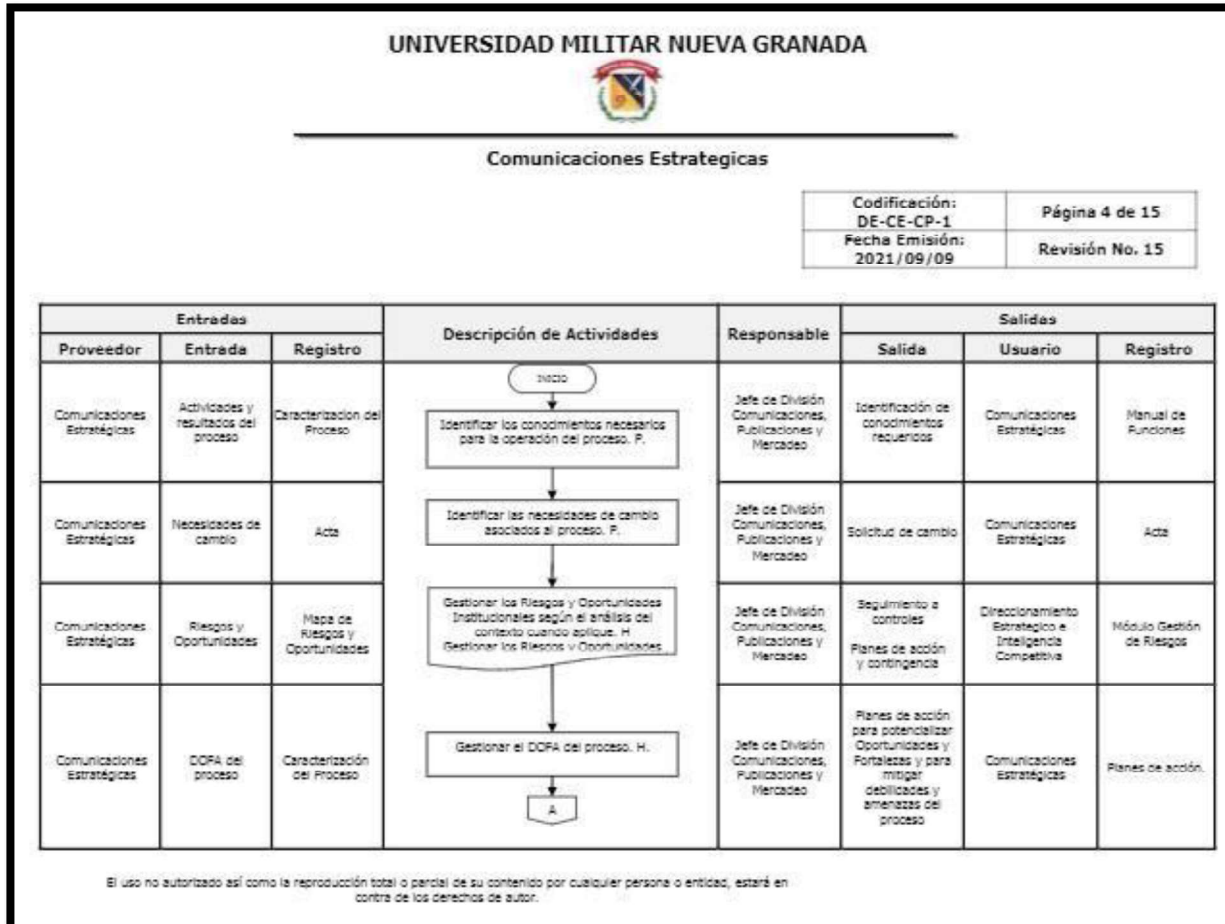 UNIVERSIDAD MILITAR NUEVA GRANADA
Comunicaciones Estrategicas
Codificación:
DE-CE-CP-1
Página 4 de 15
Fecha Emisión:
2021/09/09
Revisión No. 15
Entradas
Descripción de Actividades
Responsable
Salidas
Proveedor
Entrada
Registro
Salida
Usuario
Registro
Comunicaciones
Estratégicas
Actividades y
resultados del
proceso
Caracterizacion del
Proceso
INICIO
Identificar los conocimientos necesarios
para la operación del proceso. P.
Jefe de División
Comunicaciones,
Publicaciones y
Mercadeo
Identificación de
conocimientos
requeridos
Comunicaciones
Estratégicas
Manual de
Funciones
Comunicaciones
Estratégicas
Necesidades de
cambio
Acta
Identificar las necesidades de cambio
asociados al proceso. P.
Jefe de División
Comunicaciones,
Publicaciones y
Mercadeo
Solicitud de cambio
Comunicaciones
Estratégicas
Acta
Comunicaciones
Estratégicas
Riesgos y
Oportunidades
Mapa de
Riesgos y
Oportunidades
Gestionar los Riesgos y Oportunidades
Institucionales según el análisis del
contexto cuando aplique. H
Gestionar los Riesgos y Oportunidades
Jefe de División
Comunicaciones,
Publicaciones y
Mercadeo
Seguimiento a
controles
Planes de acción
y contingencia
Direccionamiento
Estrategico e
Inteligencia
Competitiva
Módulo Gestión
de Riesgos
Comunicaciones
Estratégicas
DOFA del
proceso
Caracterización
del Proceso
Gestionar el DOFA del proceso. H.
A
Jefe de División
Comunicaciones,
Publicaciones y
Mercadeo
Planes de acción
para potencializar
Oportunidades y
Fortalezas y para
mitigar
debilidades y
amenazas del
proceso
Comunicaciones
Estratégicas
Planes de acción.
El uso no autorizado así como la reproducción total o parcial de su contenido por cualquier persona o entidad, estará en
contra de los derechos de autor.